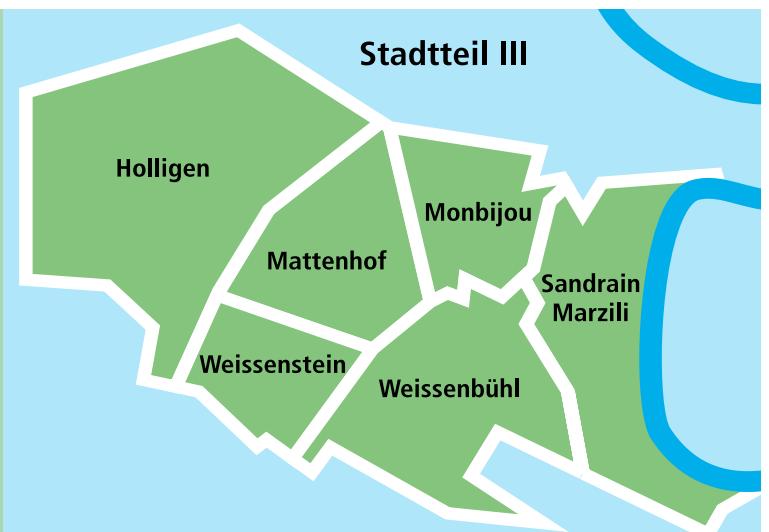 Stadtteil III
Holligen
Monbijou
Mattenhof
Sandrain
Marzili
Weissenstein
Weissenbühl